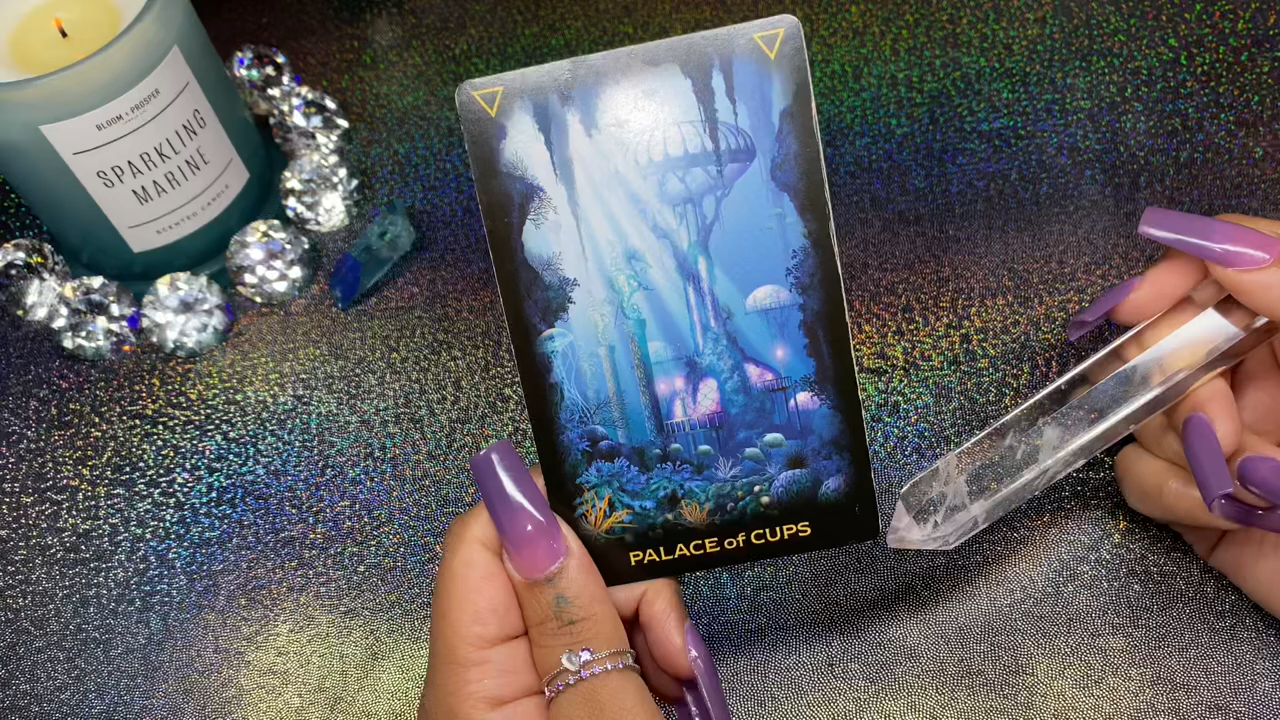 BLOOM + PROSPER
SPARKLING
MARINE
SCENTED CANDLE
PALACE of CUPS